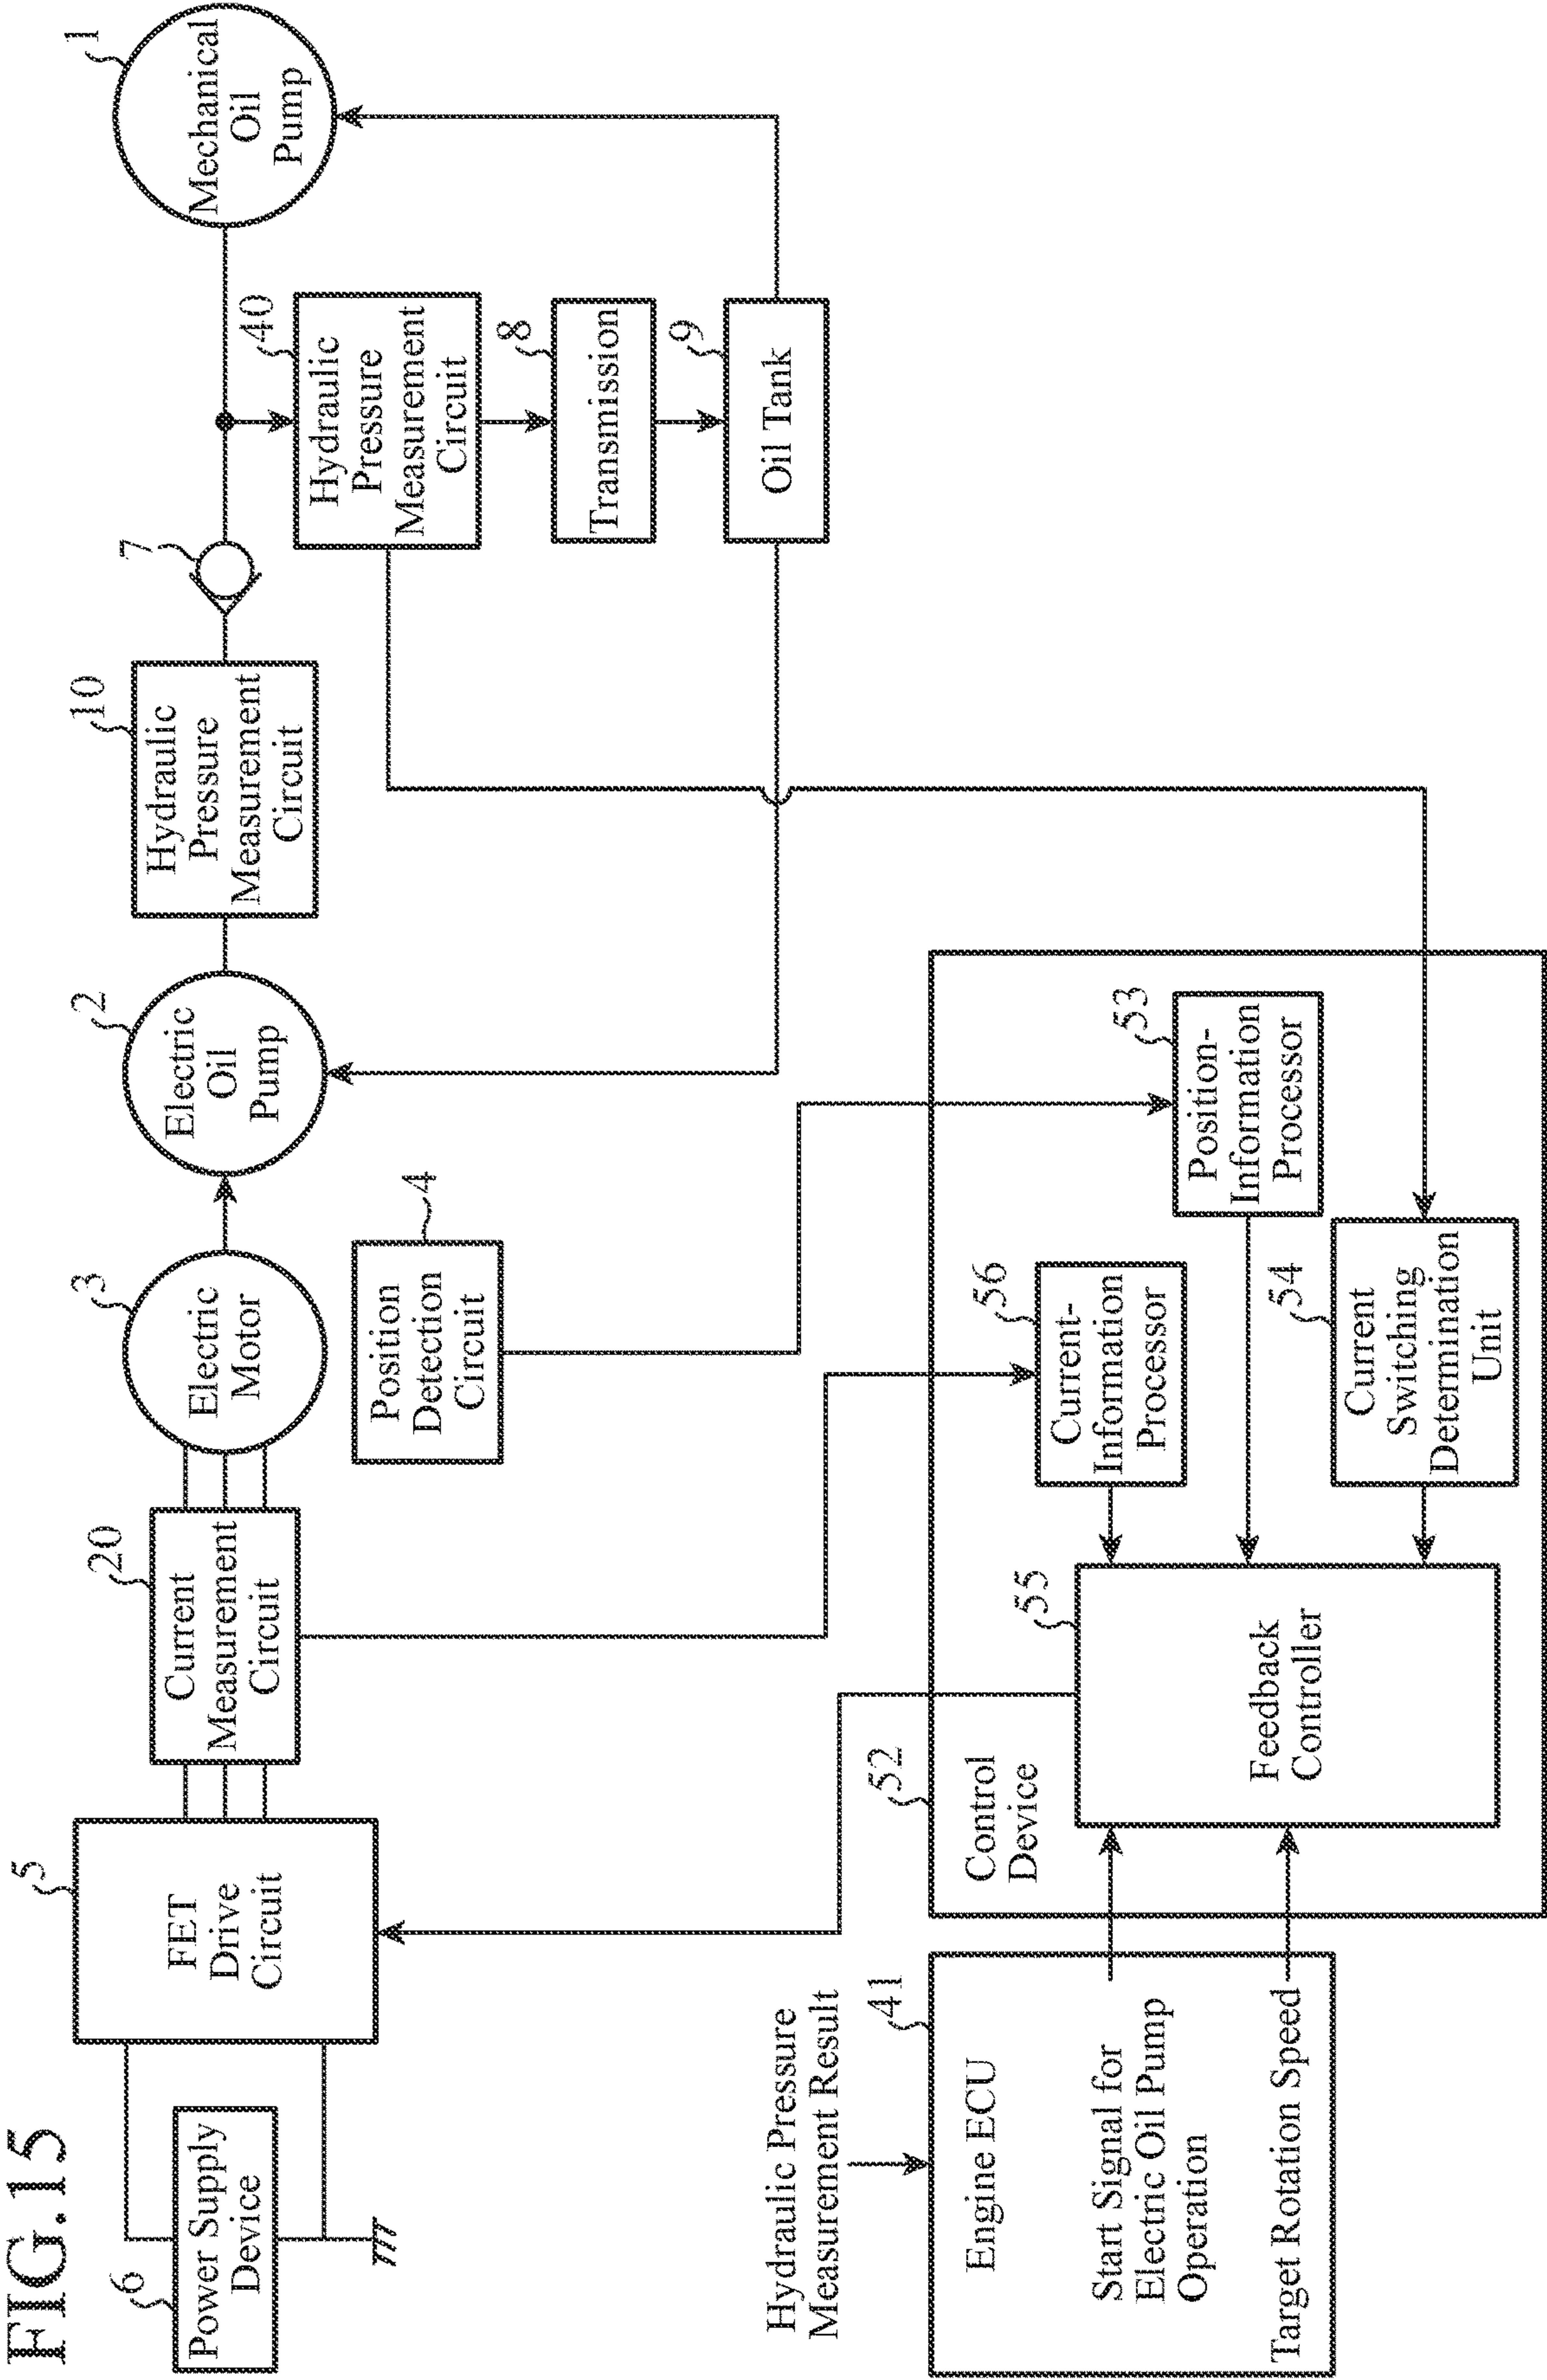 FIG.15
6
Power Supply
Device
5
FET
Drive
Circuit
20
Current
Measurement
Circuit
3
Electric
Motor
2
Electric
Oil
Pump
10
Hydraulic
Pressure
Measurement
Circuit
7
1
Mechanical
Oil
Pump
4
Position
Detection
Circuit
40
Hydraulic
Pressure
Measurement
Circuit
8
Transmission
9
Oil Tank
Hydraulic Pressure
Measurement Result
41
Engine ECU
Start Signal for
Electric Oil Pump
Operation
Target Rotation Speed
52
Control
Device
55
Feedback
Controller
56
Current-
Information
Processor
53
Position-
Information
Processor
54
Current
Switching
Determination
Unit